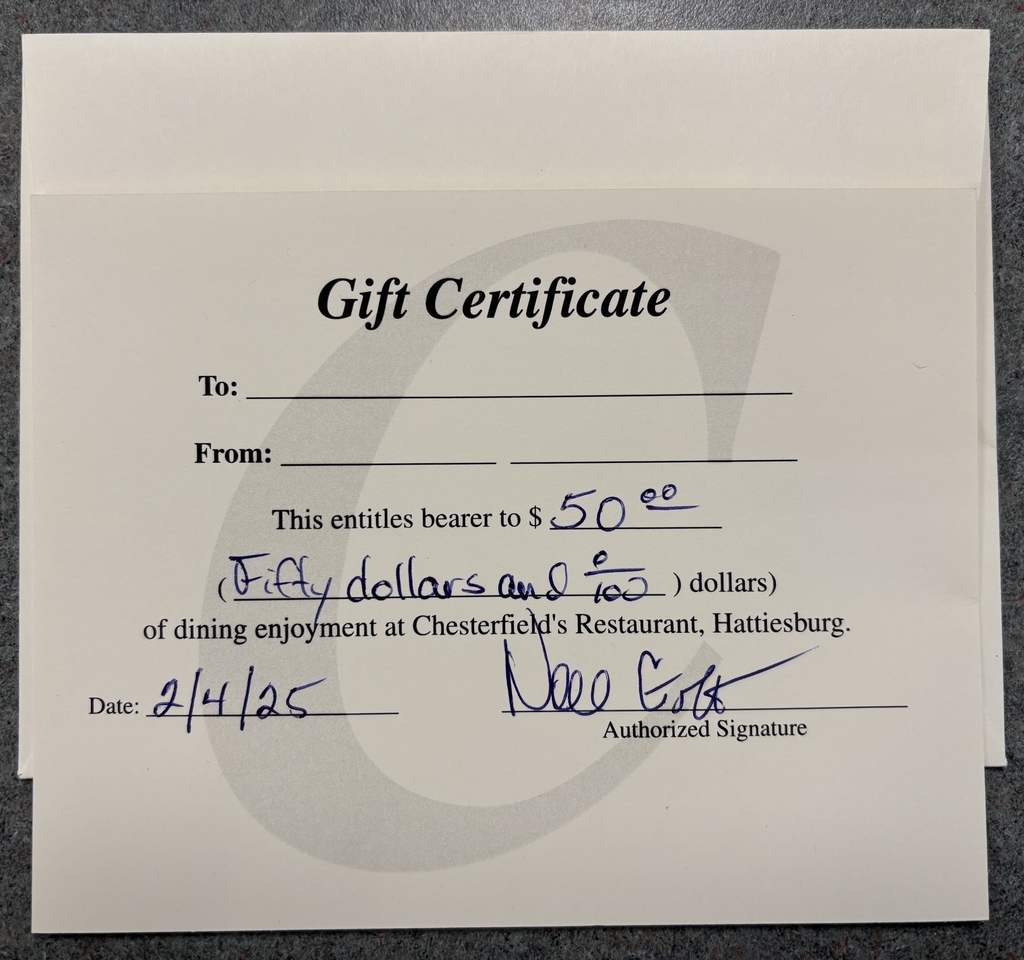 Gift Certificate
To:
From:
This entitles bearer to $ 50 00
(Fifty dollars and 0/100 ) dollars)
of dining enjoyment at Chesterfield's Restaurant, Hattiesburg.
Date: 2/4/25
Authorized Signature